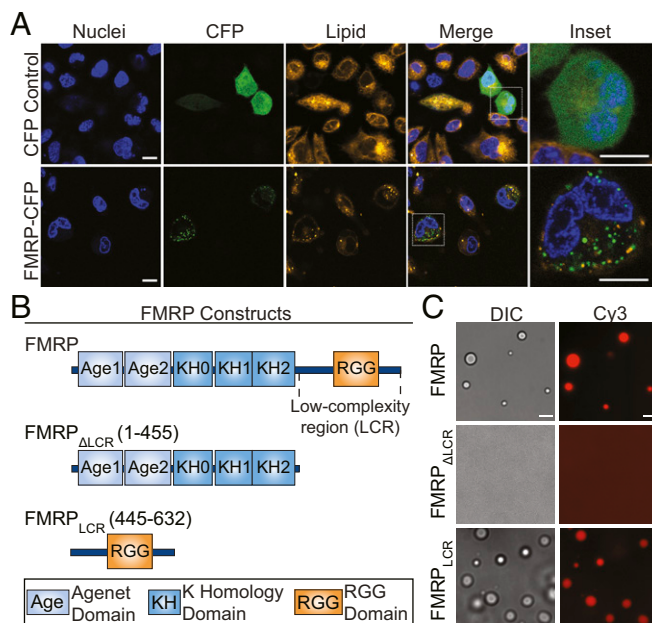 A
Nuclei CFP Lipid Merge Inset
CFP Control
FMRP-CFP
B
FMRP Constructs
FMRP
Age1 Age2 KH0 KH1 KH2 RGG
Low-complexity
region (LCR)
FMRPΔLCR (1-455)
Age1 Age2 KH0 KH1 KH2
FMRPLCR (445-632)
RGG
Age Agenet
Domain
KH K Homology
Domain
RGG RGG
Domain
C
DIC Cy3
FMRP
FMRPΔLCR
FMRPLCR